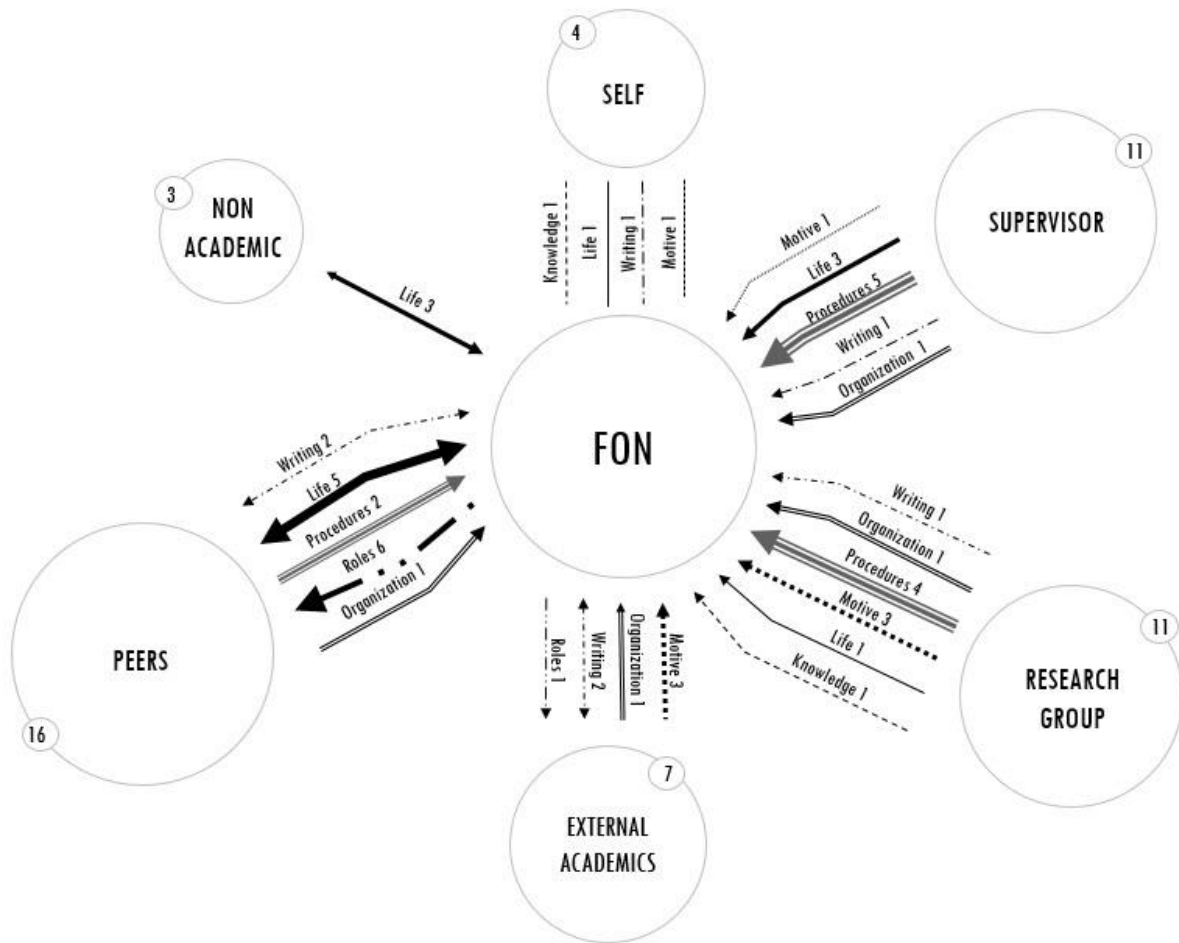 4
SELF
11
SUPERVISOR
3
NON
ACADEMIC
Knowledge 1
Life 1
Writing 1
Motive 1
Motive 1
Life 3
Procedures 5
Writing 1
Organization 1
Life 3
FON
Writing 2
Life 5
Procedures 2
Roles 6
Organization 1
PEERS
16
Writing 1
Organization 1
Procedures 4
Motive 3
Life 1
Knowledge 1
11
RESEARCH
GROUP
Roles 1
Writing 2
Organization 1
Motive 3
7
EXTERNAL
ACADEMICS